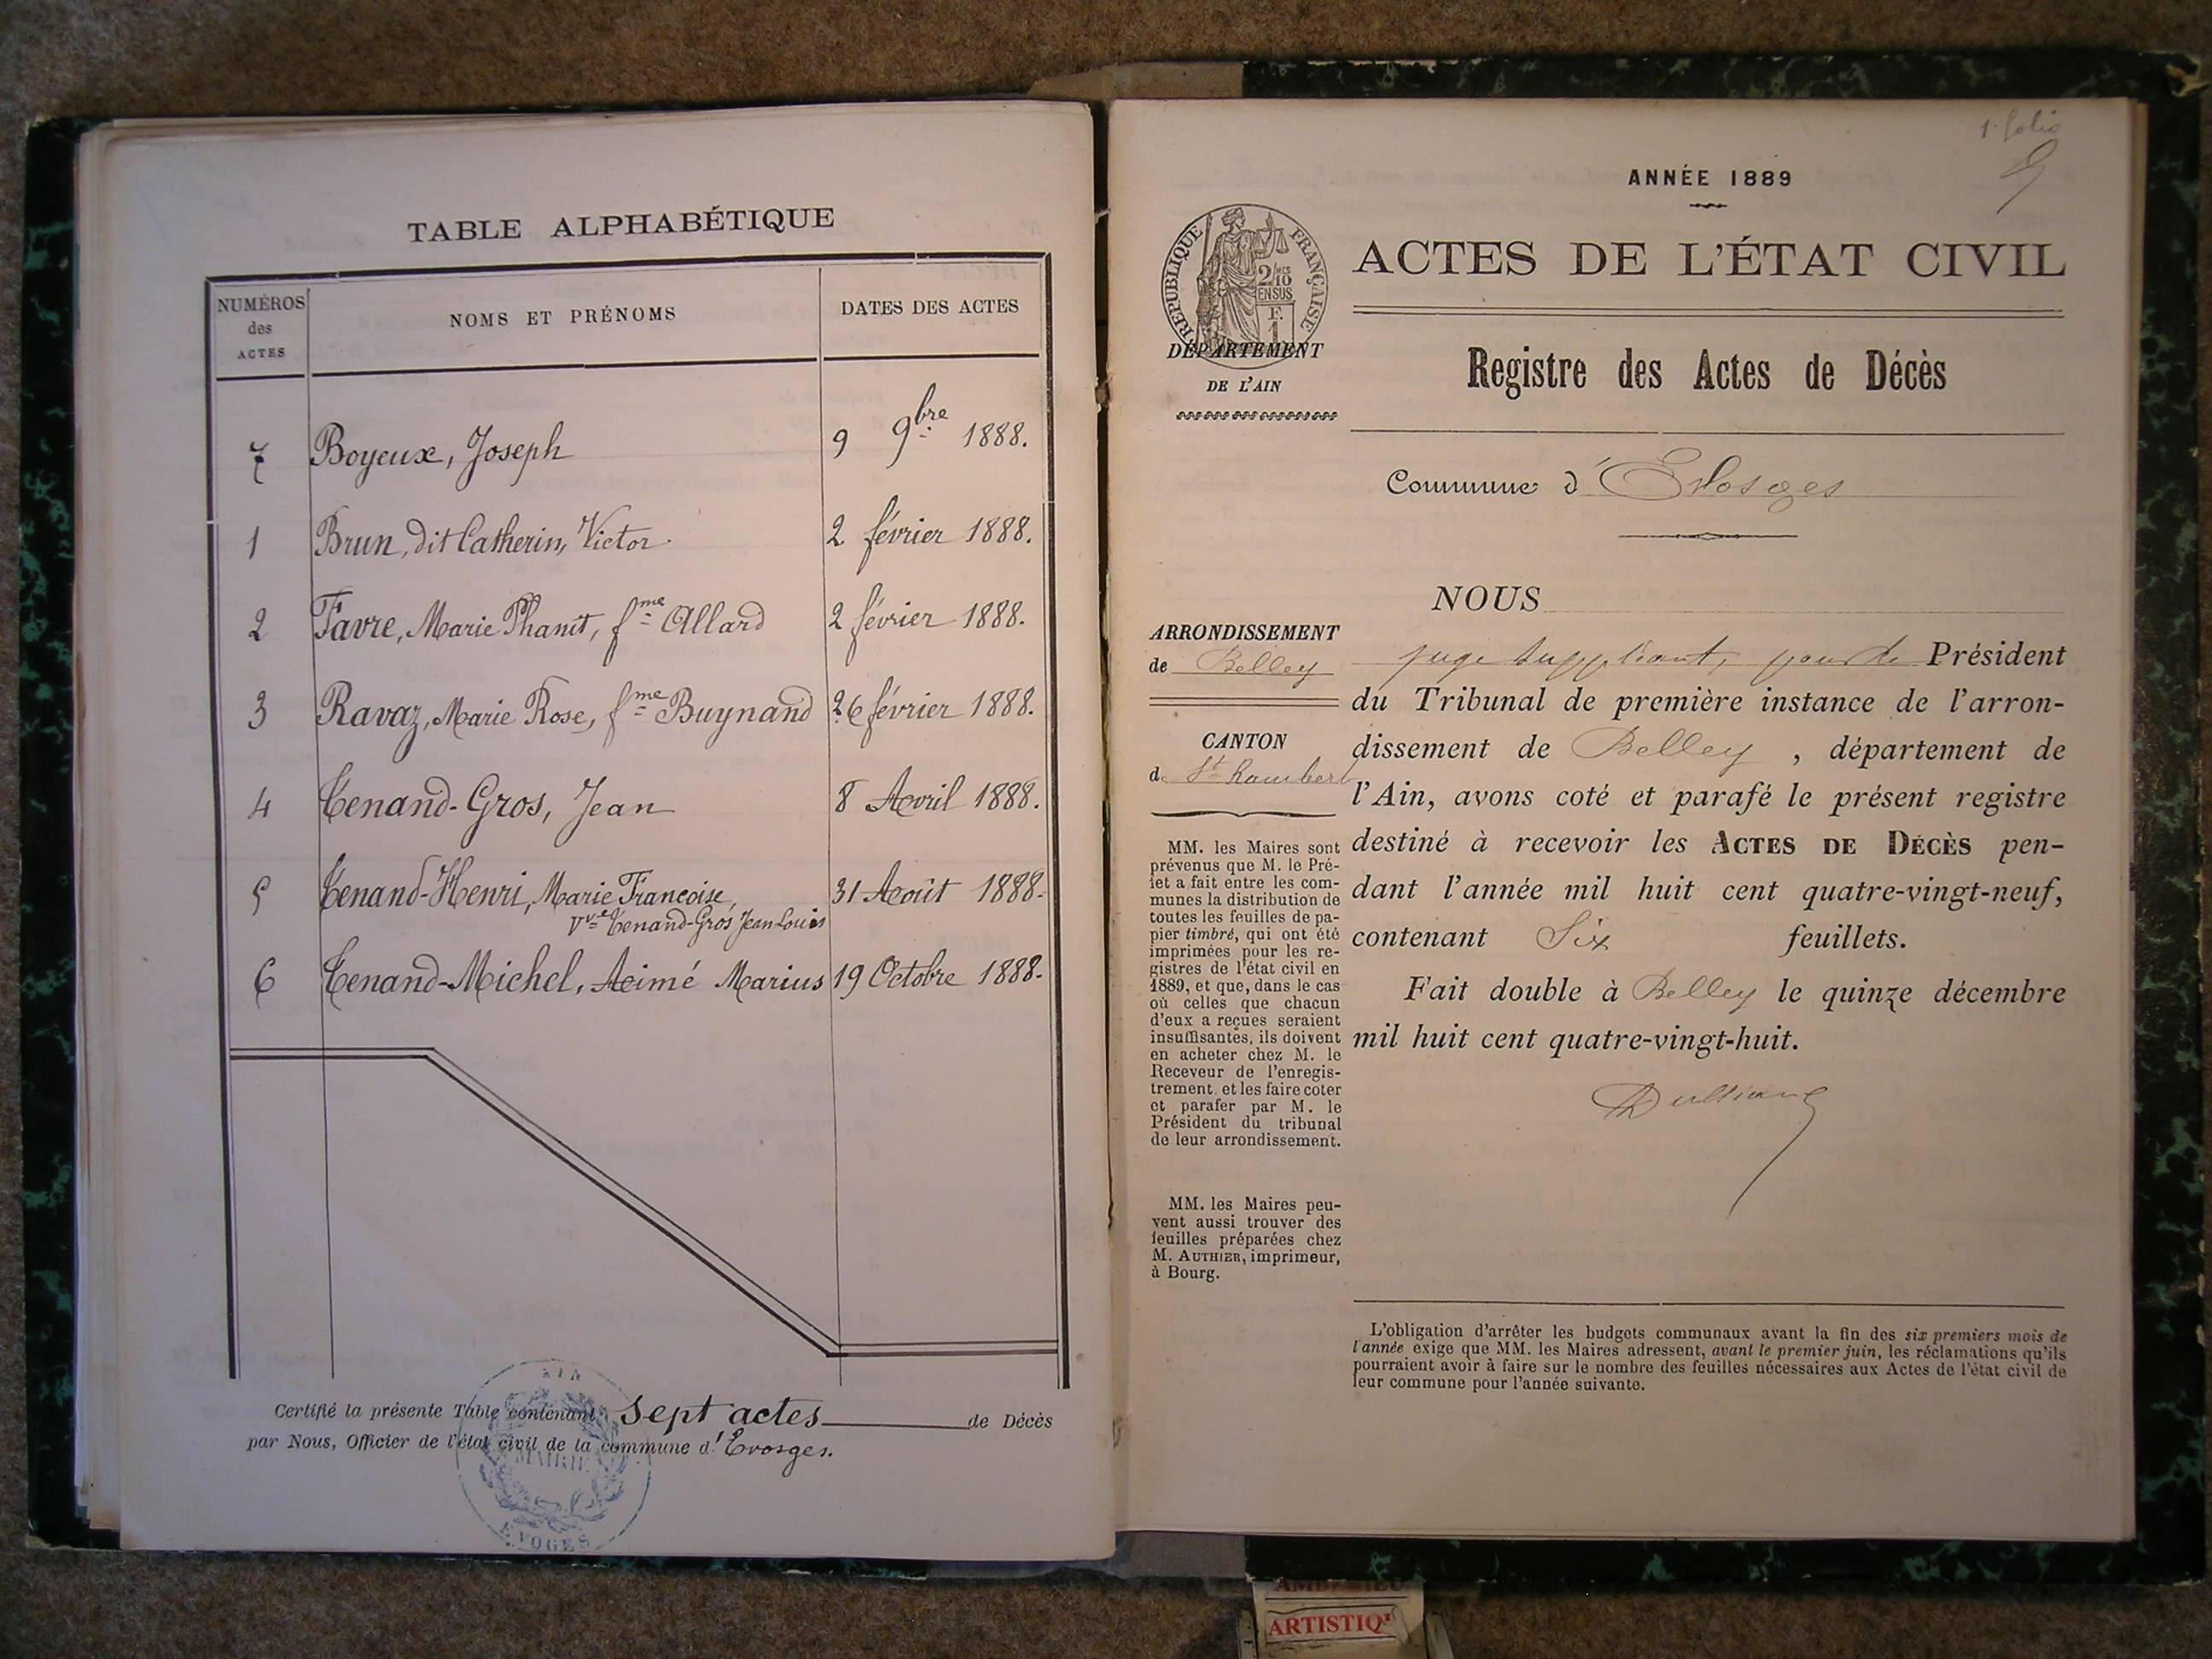 TABLE ALPHABÉTIQUE
NUMÉROS des ACTES
NOMS ET PRÉNOMS
DATES DES ACTES
7 Boyeux, Joseph 9 9bre 1888.
1 Brun, dit Catherin, Victor. 2 février 1888.
2 Favre, Marie Phanit, fme Allard 2 février 1888.
3 Ravaz, Marie Rose, fme Buynand 26 février 1888.
4 Tenand-Gros, Jean 8 Avril 1888.
5 Tenand-Henri, Marie Françoise, 31 Août 1888.
Vve Tenand-Gros Jean Louis
6 Tenand-Michel, Aimé Marius 19 Octobre 1888.
Certifié la présente Table contenant sept actes de Décès
par Nous, Officier de l'état civil de la commune d'Evosges.
AIN
MAIRIE
EVOGES
1er folio
ANNÉE 1889
RÉPUBLIQUE FRANÇAISE
2/10
EN SUS
F.
1
ACTES DE L'ÉTAT CIVIL
DÉPARTEMENT
DE L'AIN
Registre des Actes de Décès
Commune d'Evosges
NOUS
ARRONDISSEMENT
de Belley
CANTON
de St Rambert
MM. les Maires sont
prévenus que M. le Pré-
fet a fait entre les com-
munes la distribution de
toutes les feuilles de pa-
pier timbré, qui ont été
imprimées pour les re-
gistres de l'état civil en
1889, et que, dans le cas
où celles que chacun
d'eux a reçues seraient
insuffisantes, ils doivent
en acheter chez M. le
Receveur de l'enregis-
trement et les faire coter
et parafer par M. le
Président du tribunal
de leur arrondissement.
MM. les Maires peu-
vent aussi trouver des
feuilles préparées chez
M. AUTHIER, imprimeur,
à Bourg.
juge suppléant, pour le Président
du Tribunal de première instance de l'arron-
dissement de Belley, département de
l'Ain, avons coté et parafé le présent registre
destiné à recevoir les ACTES DE DÉCÈS pen-
dant l'année mil huit cent quatre-vingt-neuf,
contenant Six feuillets.
Fait double à Belley le quinze décembre
mil huit cent quatre-vingt-huit.
L'obligation d'arrêter les budgets communaux avant la fin des six premiers mois de
l'année exige que MM. les Maires adressent, avant le premier juin, les réclamations qu'ils
pourraient avoir à faire sur le nombre des feuilles nécessaires aux Actes de l'état civil de
leur commune pour l'année suivante.
ARTISTIQ